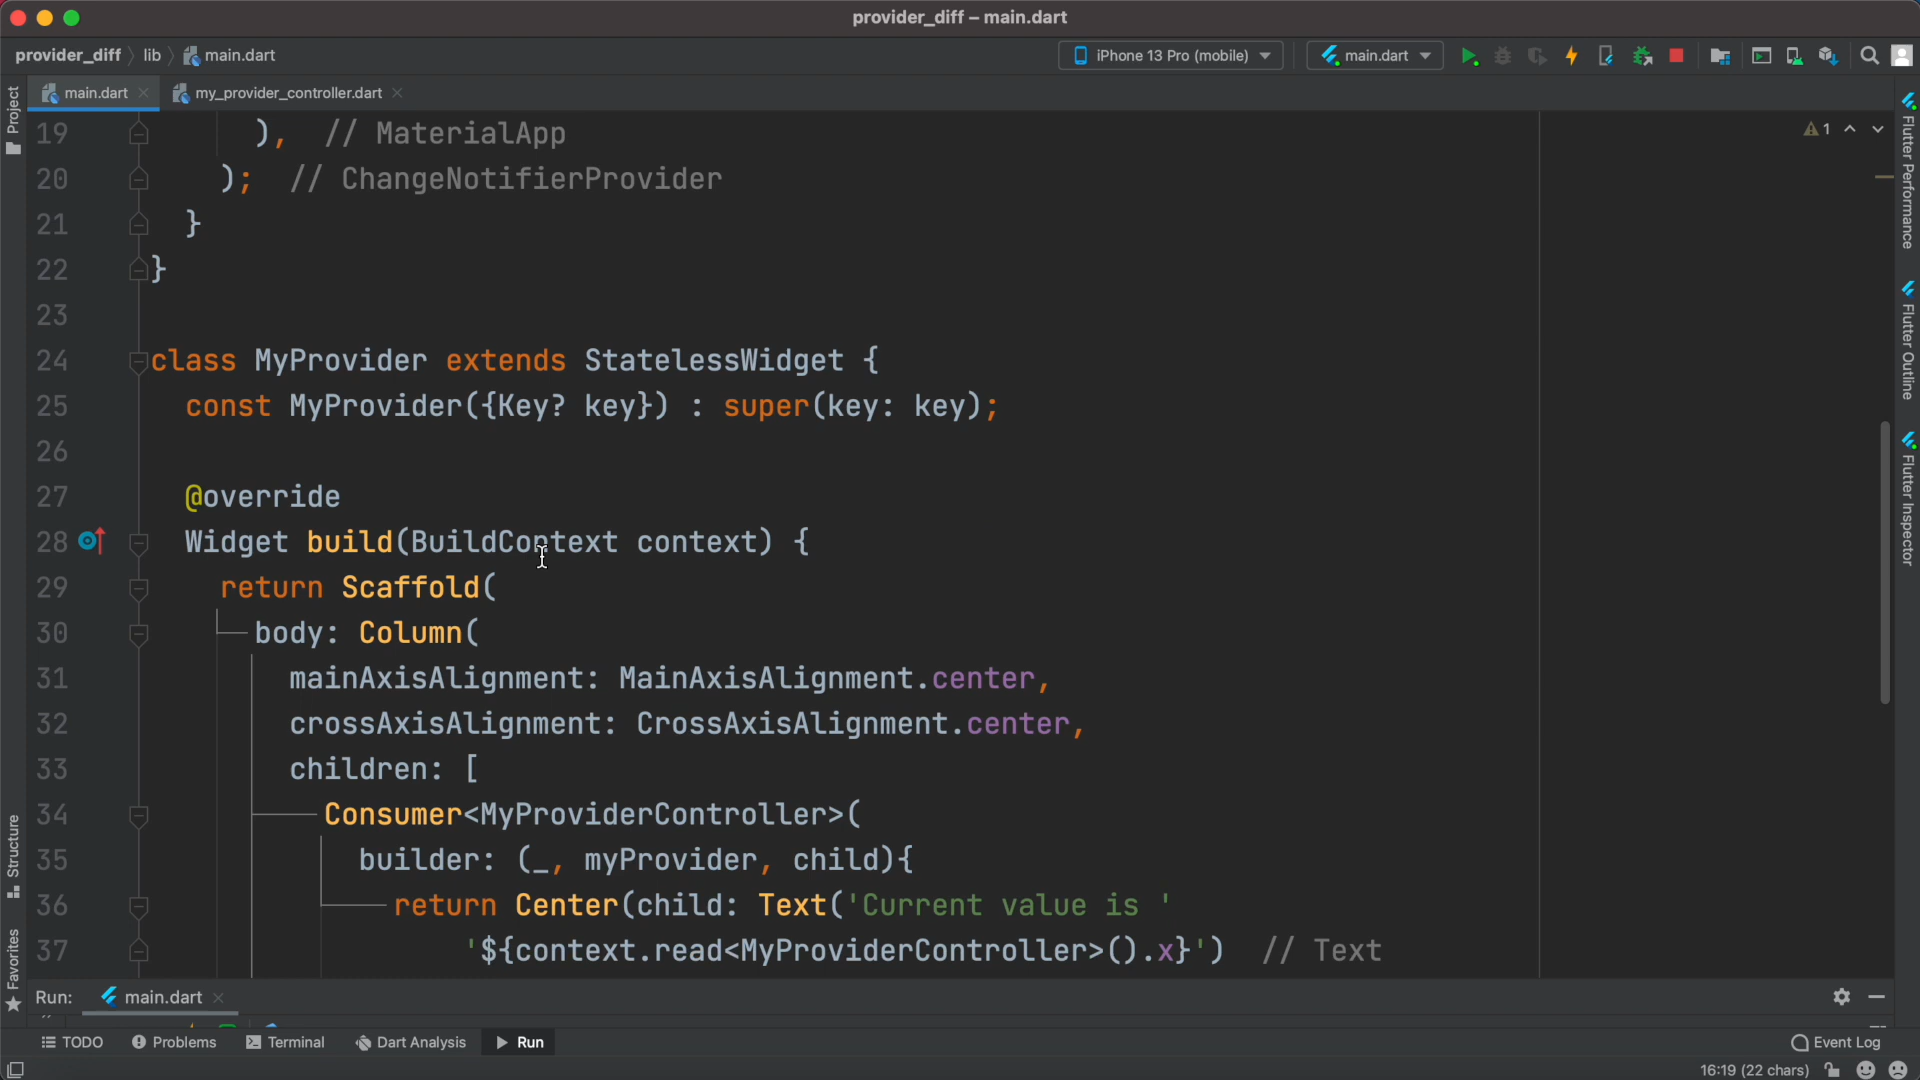 provider_diff – main.dart
provider_diff lib main.dart
iPhone 13 Pro (mobile)
main.dart
main.dart
my_provider_controller.dart
Project
Structure
Favorites
Flutter Performance
Flutter Outline
Flutter Inspector
1
19 ), // MaterialApp
20 ); // ChangeNotifierProvider
21 }
22 }
23
24 class MyProvider extends StatelessWidget {
25 const MyProvider({Key? key}) : super(key: key);
26
27 @override
28 Widget build(BuildContext context) {
29 return Scaffold(
30 body: Column(
31 mainAxisAlignment: MainAxisAlignment.center,
32 crossAxisAlignment: CrossAxisAlignment.center,
33 children: [
34 Consumer<MyProviderController>(
35 builder: (_, myProvider, child){
36 return Center(child: Text('Current value is '
37 '${context.read<MyProviderController>().x}') // Text
Run: main.dart
TODO Problems Terminal Dart Analysis Run Event Log
16:19 (22 chars)